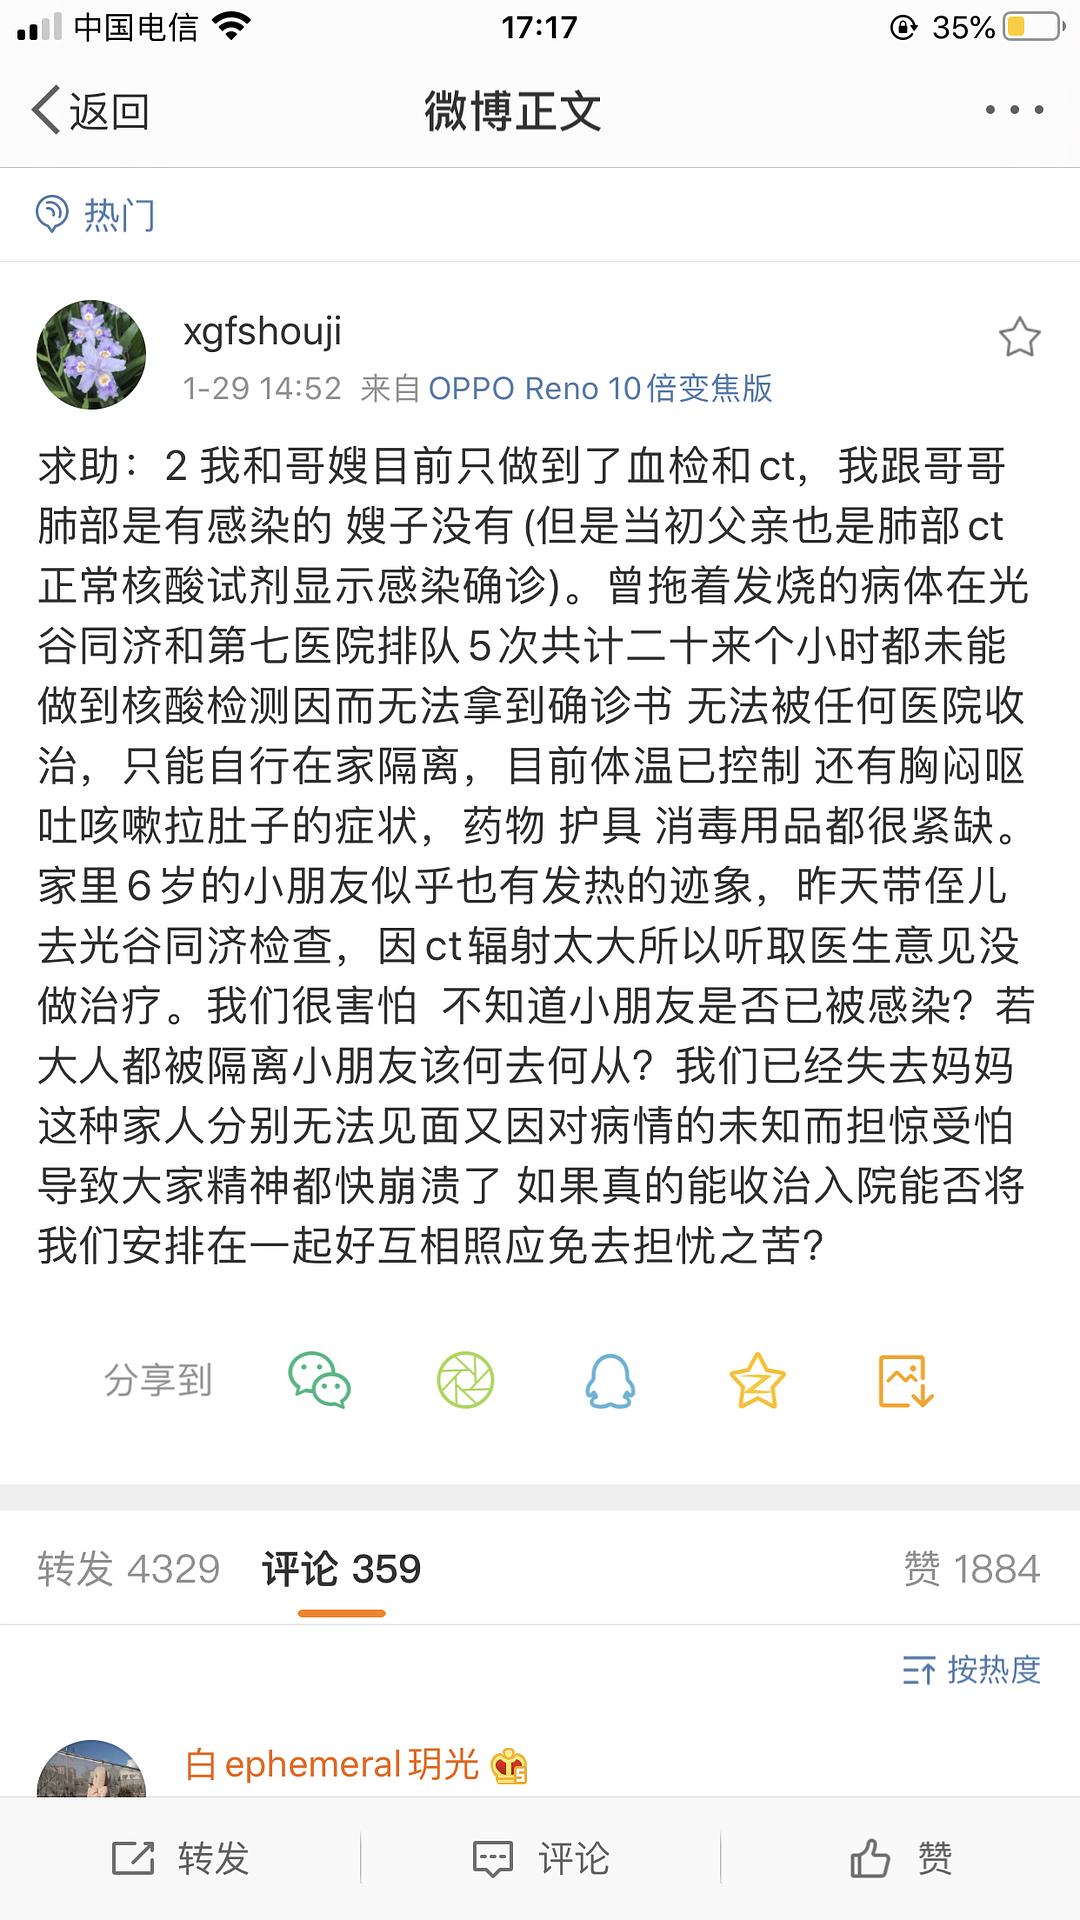 中国电信 17:17 35%
返回 微博正文
热门
xgfshouji
1-29 14:52 来自 OPPO Reno 10倍变焦版
求助：2 我和哥嫂目前只做到了血检和ct，我跟哥哥
肺部是有感染的 嫂子没有(但是当初父亲也是肺部ct
正常核酸试剂显示感染确诊)。曾拖着发烧的病体在光
谷同济和第七医院排队5次共计二十来个小时都未能
做到核酸检测因而无法拿到确诊书 无法被任何医院收
治，只能自行在家隔离，目前体温已控制 还有胸闷呕
吐咳嗽拉肚子的症状，药物 护具 消毒用品都很紧缺。
家里6岁的小朋友似乎也有发热的迹象，昨天带侄儿
去光谷同济检查，因ct辐射太大所以听取医生意见没
做治疗。我们很害怕  不知道小朋友是否已被感染？若
大人都被隔离小朋友该何去何从？我们已经失去妈妈
这种家人分别无法见面又因对病情的未知而担惊受怕
导致大家精神都快崩溃了 如果真的能收治入院能否将
我们安排在一起好互相照应免去担忧之苦？
分享到
转发 4329 评论 359 赞 1884
按热度
白ephemeral玥光
转发 评论 赞